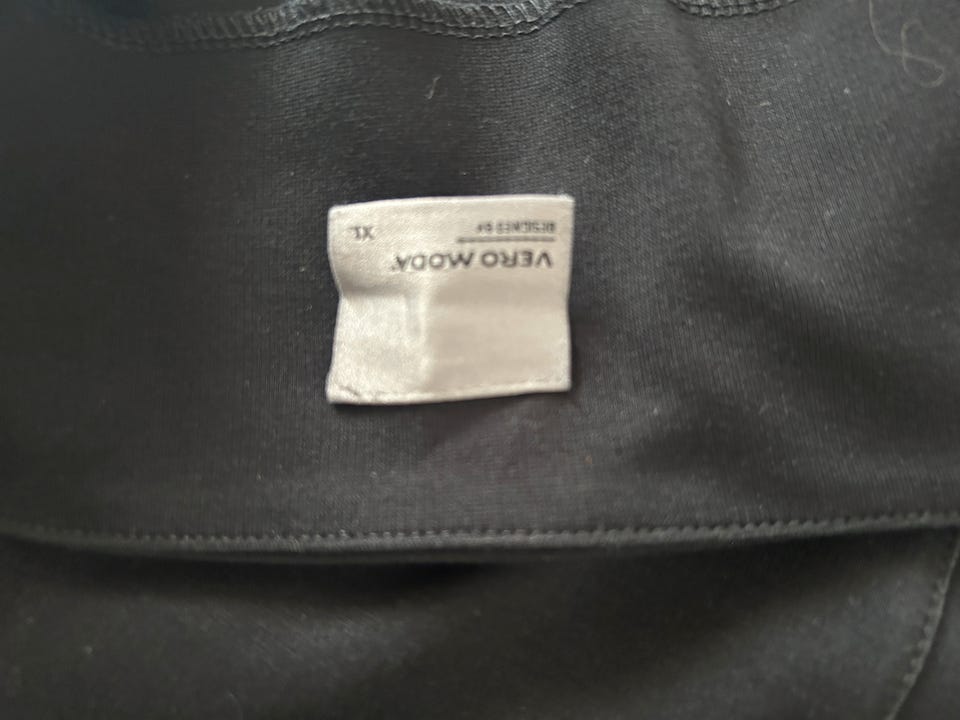 VERO MODA
DESIGNED BY
XL